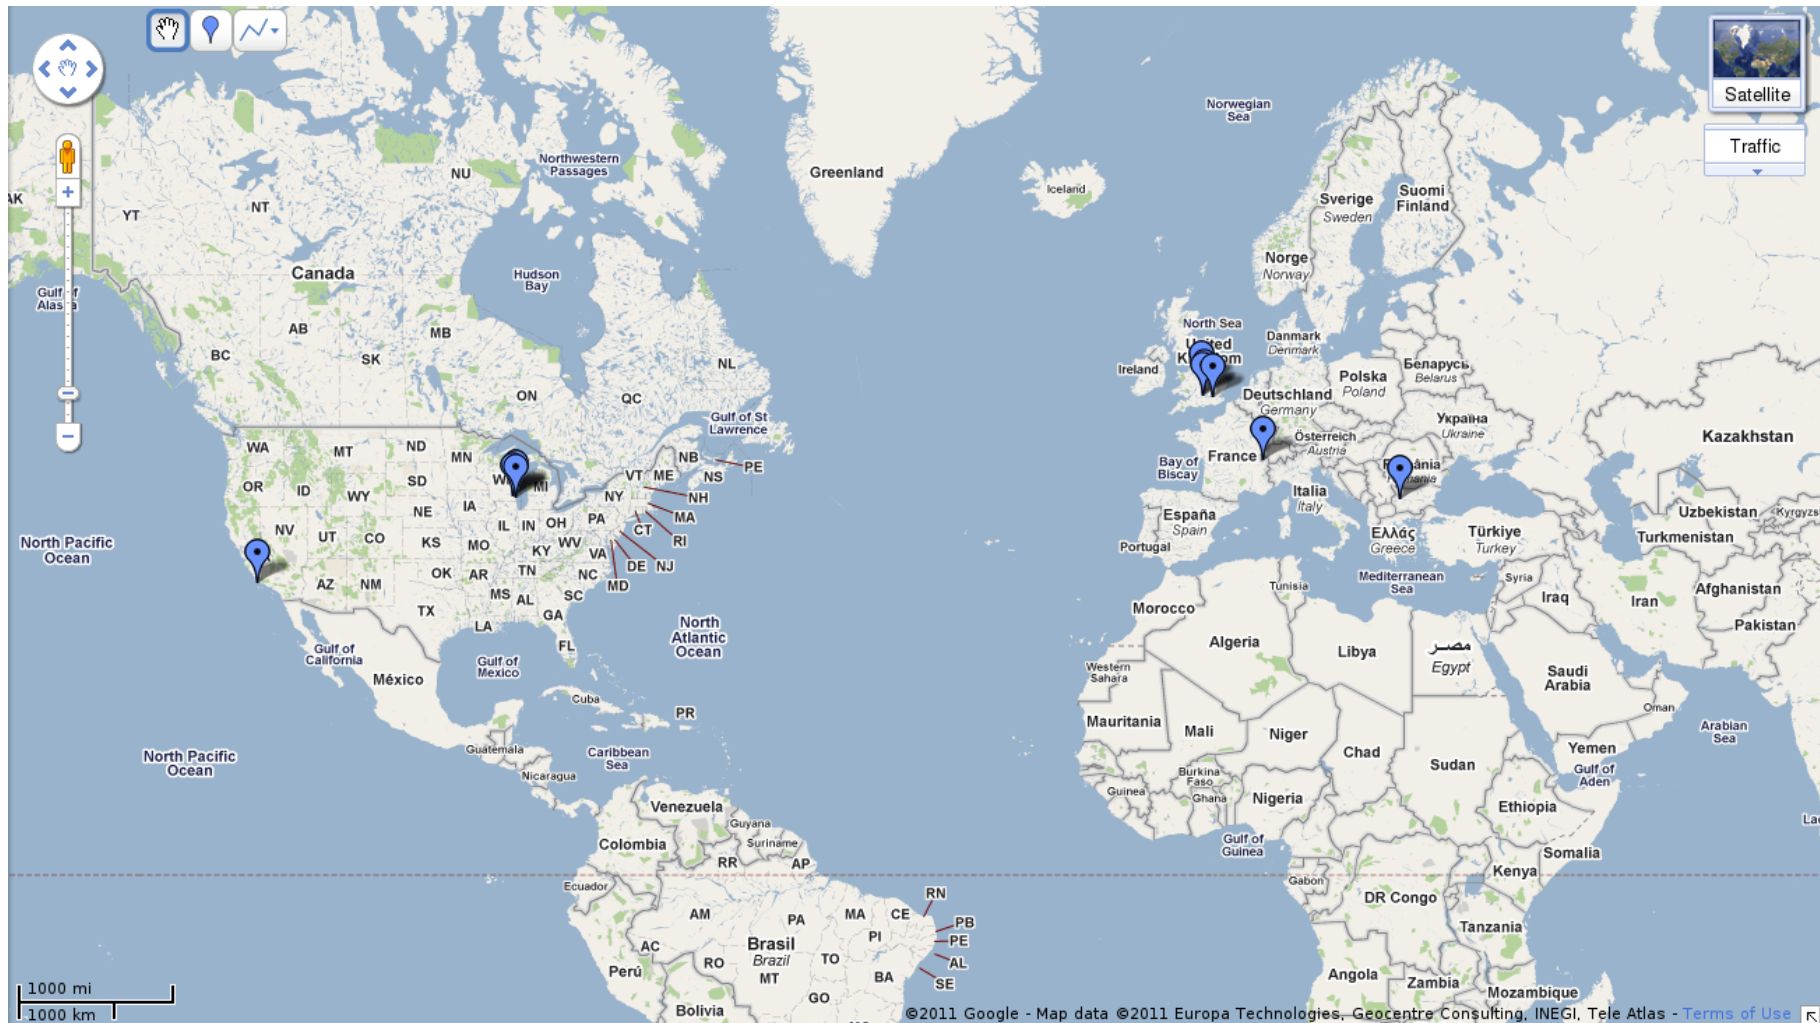 Satellite
Traffic
Norwegian
Sea
Northwestern
Passages
Greenland
Iceland
NU
AK
YT
NT
Sverige
Sweden
Suomi
Finland
Norge
Norway
Canada
Hudson
Bay
Gulf of
Alaska
AB
MB
BC
SK
NL
North Sea
United
Kingdom
Danmark
Denmark
Ireland
Беларусь
Belarus
Polska
Poland
ON
QC
Deutschland
Germany
Gulf of St
Lawrence
Україна
Ukraine
Kazakhstan
WA
MT
ND
MN
NB
PE
Österreich
Austria
France
Bay of
Biscay
România
Romania
OR
ID
WY
SD
WI
MI
VT
ME
NS
NH
NY
MA
Italia
Italy
España
Spain
Portugal
Uzbekistan
Kyrgyzs
Turkmenistan
NE
IA
IL
IN
OH
PA
CT
RI
NV
UT
CO
KS
MO
KY
WV
VA
DE
NJ
MD
Ελλάς
Greece
Türkiye
Turkey
North Pacific
Ocean
AZ
NM
OK
AR
TN
NC
MS
AL
SC
GA
TX
LA
FL
Mediterranean
Sea
Tunisia
Syria
Iraq
Iran
Afghanistan
Pakistan
Morocco
North
Atlantic
Ocean
Algeria
Libya
مصر
Egypt
Gulf of
California
Gulf of
Mexico
México
Western
Sahara
Saudi
Arabia
Oman
Cuba
PR
Mauritania
Mali
Niger
Chad
Sudan
Yemen
Gulf of
Aden
Arabian
Sea
Guatemala
Nicaragua
Caribbean
Sea
North Pacific
Ocean
Burkina
Faso
Guinea
Ghana
Nigeria
Ethiopia
Venezuela
Guyana
Suriname
Colombia
Gulf of
Guinea
Somalia
La
RR
AP
Ecuador
Gabon
Kenya
DR Congo
RN
AM
PA
MA
CE
PB
PI
PE
Tanzania
AC
Brasil
Brazil
RO
TO
AL
Perú
MT
BA
SE
GO
Bolivia
Angola
Zambia
Mozambique
1000 mi
1000 km
©2011 Google - Map data ©2011 Europa Technologies, Geocentre Consulting, INEGI, Tele Atlas - Terms of Use